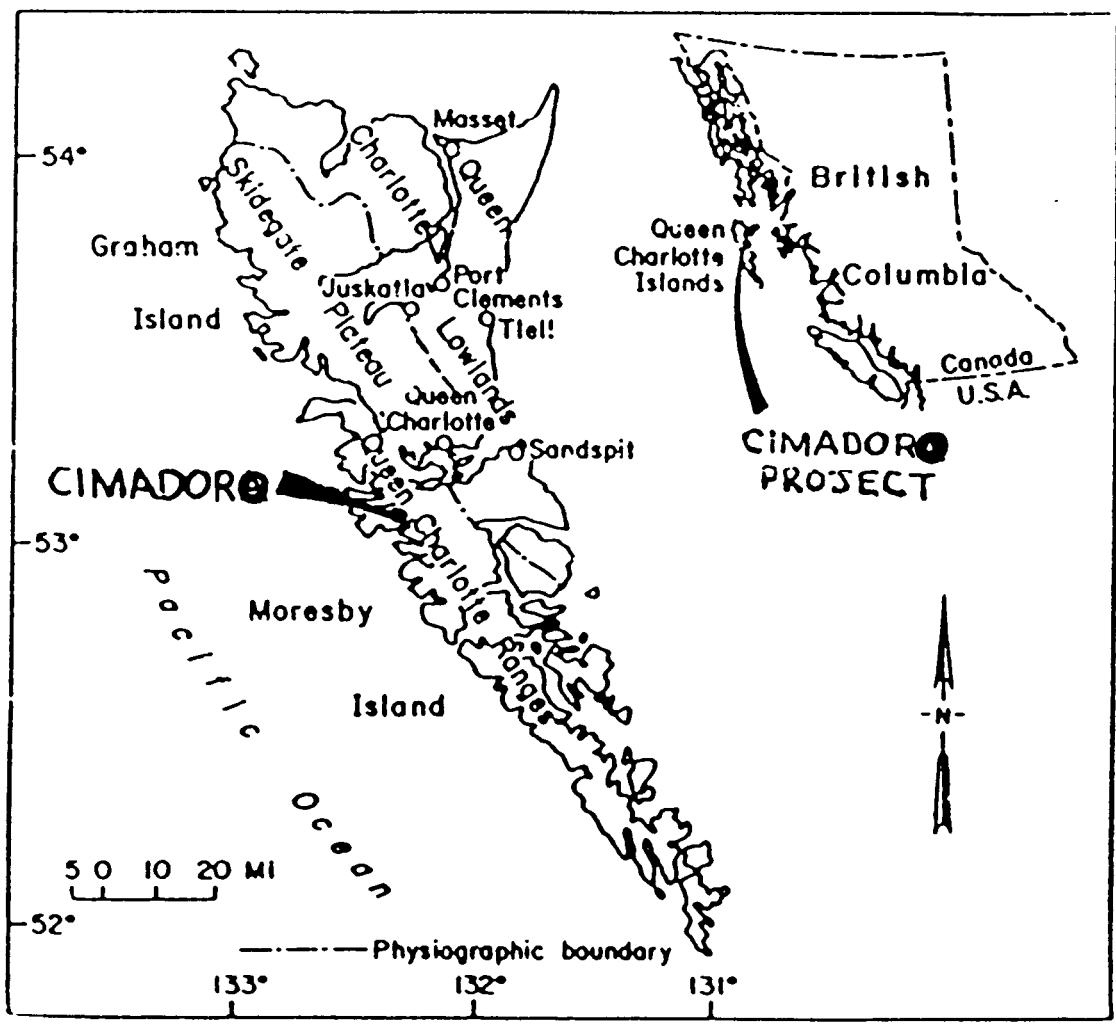 Masset
54°
Charlotte
Queen
Skidegate
Graham
Island
Plateau
Juskatla
Port
Clements
Tlel!
Lowlands
Queen
Charlotte
Sandspit
CIMADORO
53°
Queen
Charlotte
Ranges
Moresby
Island
Pacific
Ocean
5 0 10 20 Mi
52°
Physiographic boundary
133° 132° 131°
British
Columbia
Queen
Charlotte
Islands
Canada
U.S.A.
CiMADORO
PROJECT
N